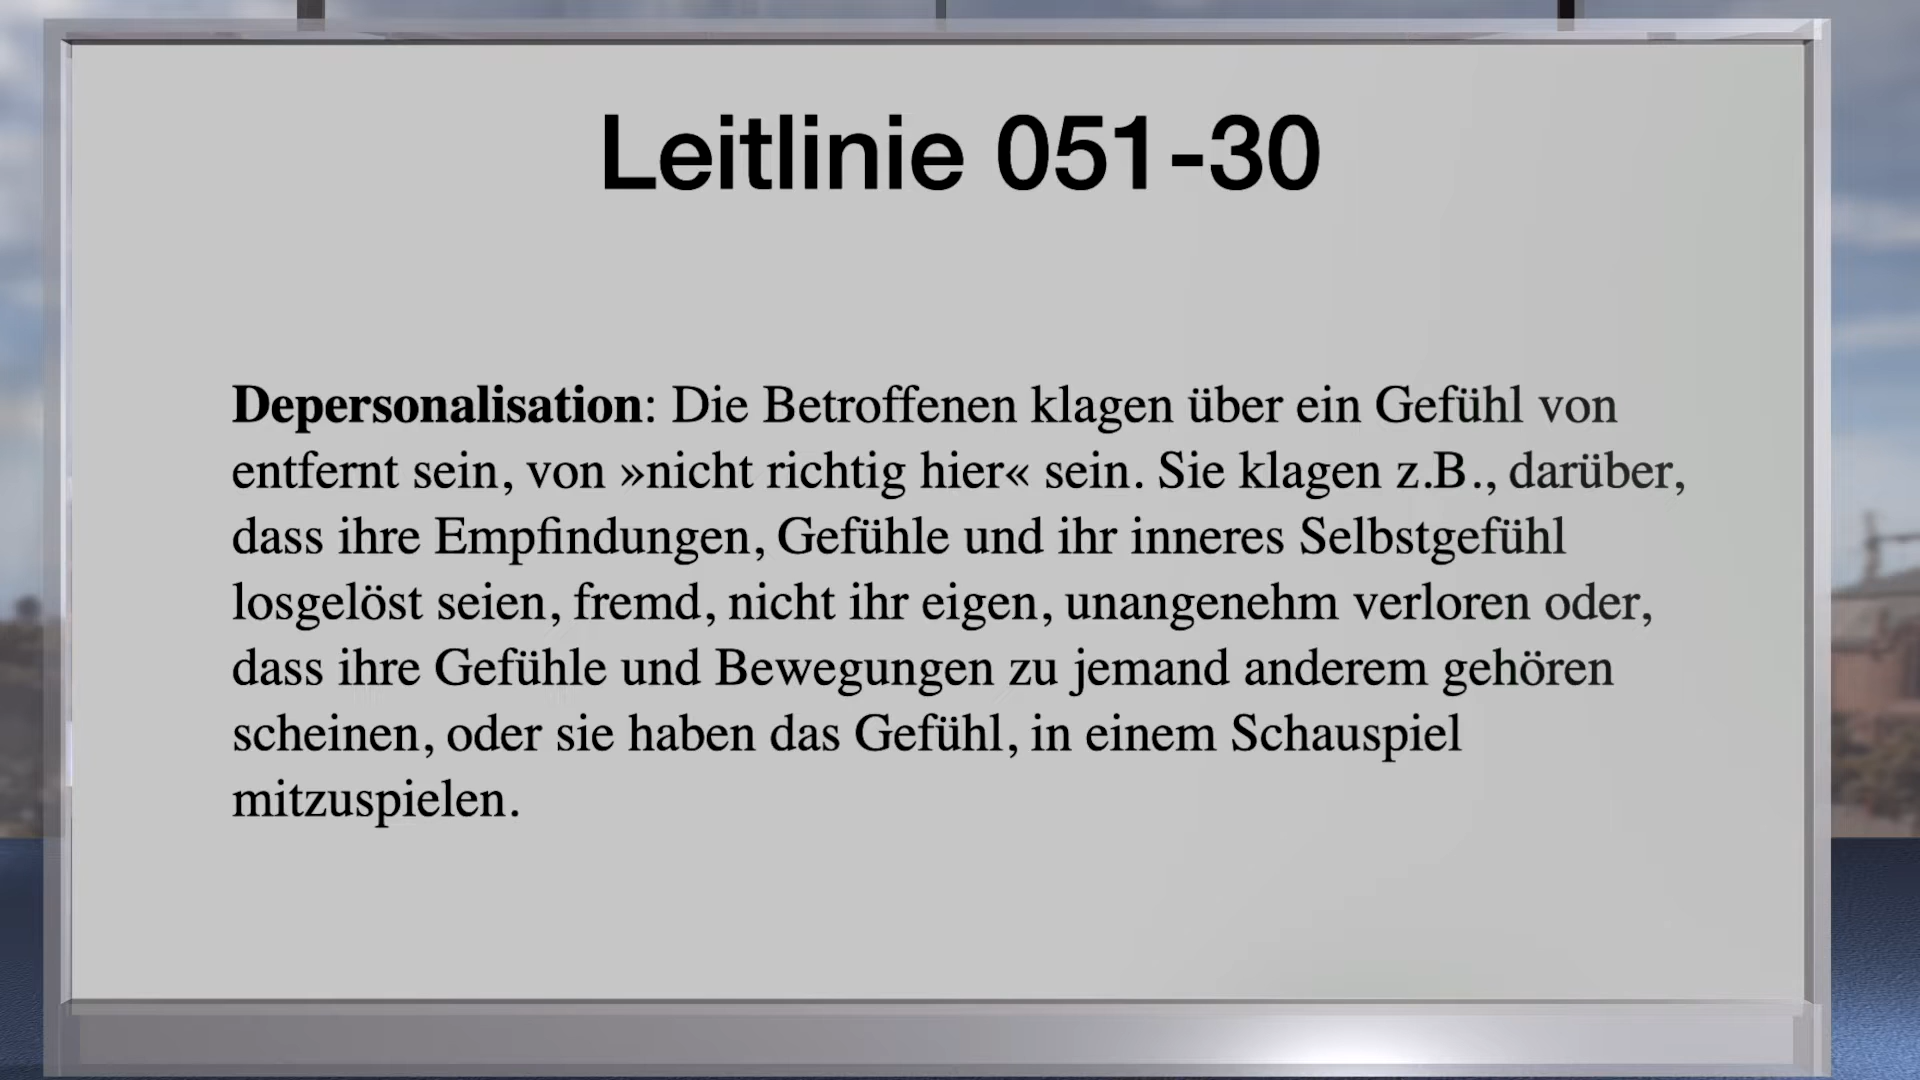 Leitlinie 051-30
Depersonalisation: Die Betroffenen klagen über ein Gefühl von
entfernt sein, von »nicht richtig hier« sein. Sie klagen z.B., darüber,
dass ihre Empfindungen, Gefühle und ihr inneres Selbstgefühl
losgelöst seien, fremd, nicht ihr eigen, unangenehm verloren oder,
dass ihre Gefühle und Bewegungen zu jemand anderem gehören
scheinen, oder sie haben das Gefühl, in einem Schauspiel
mitzuspielen.